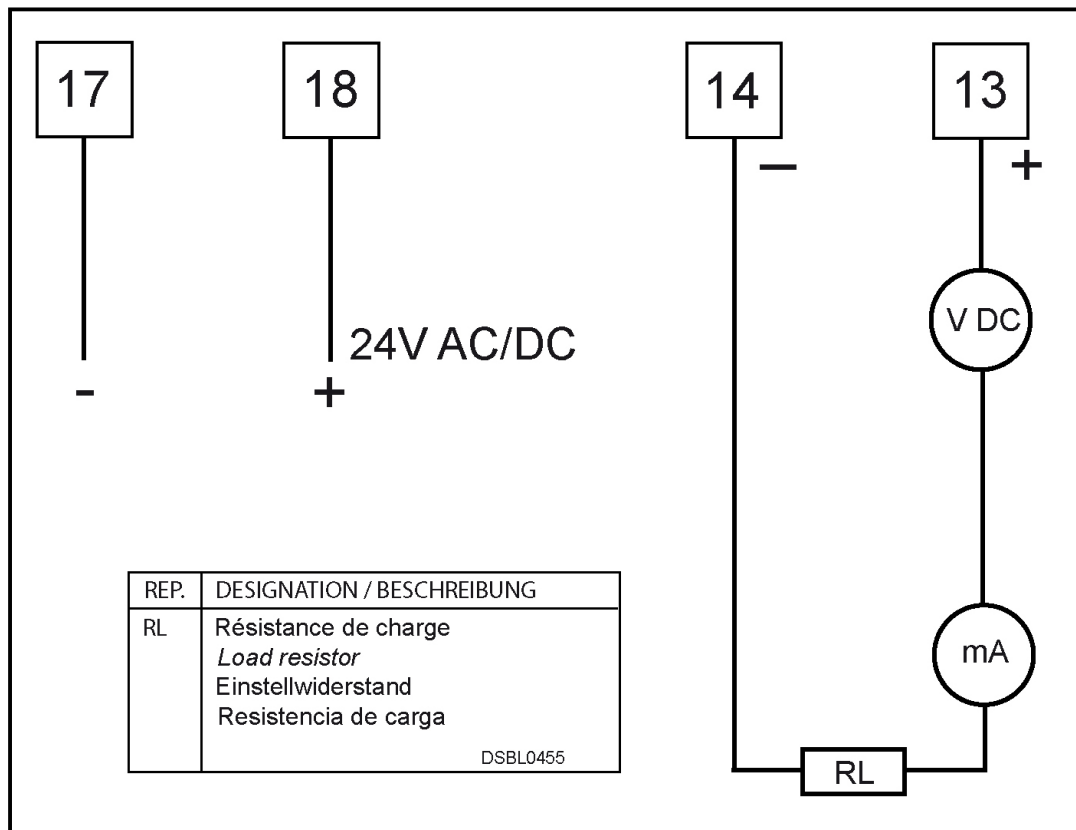 17
18
14
13
—
+
V DC
24V AC/DC
-
+
REP. DESIGNATION / BESCHREIBUNG
RL Résistance de charge
Load resistor
Einstellwiderstand
Resistencia de carga
DSBL0455
mA
RL